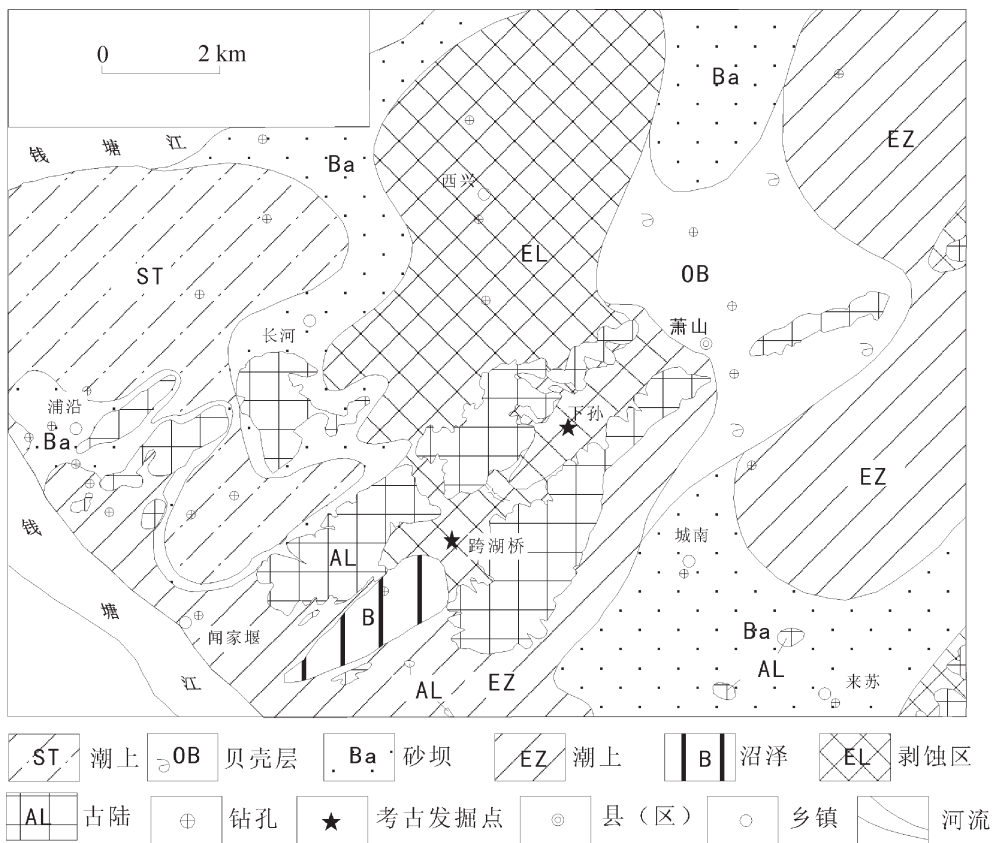 0 2 km
Ba
EZ
钱 塘 江
Ba
西兴
EL
OB
ST
萧山
长河
浦沿
Ba
下孙
EZ
钱
塘
江
跨湖桥
城南
AL
B
闻家堰
Ba
AL
来苏
EZ
AL
ST 潮上 OB 贝壳层 Ba 砂坝 EZ 潮上 B 沼泽 EL 剥蚀区
AL 古陆 钻孔 考古发掘点 县（区） 乡镇 河流